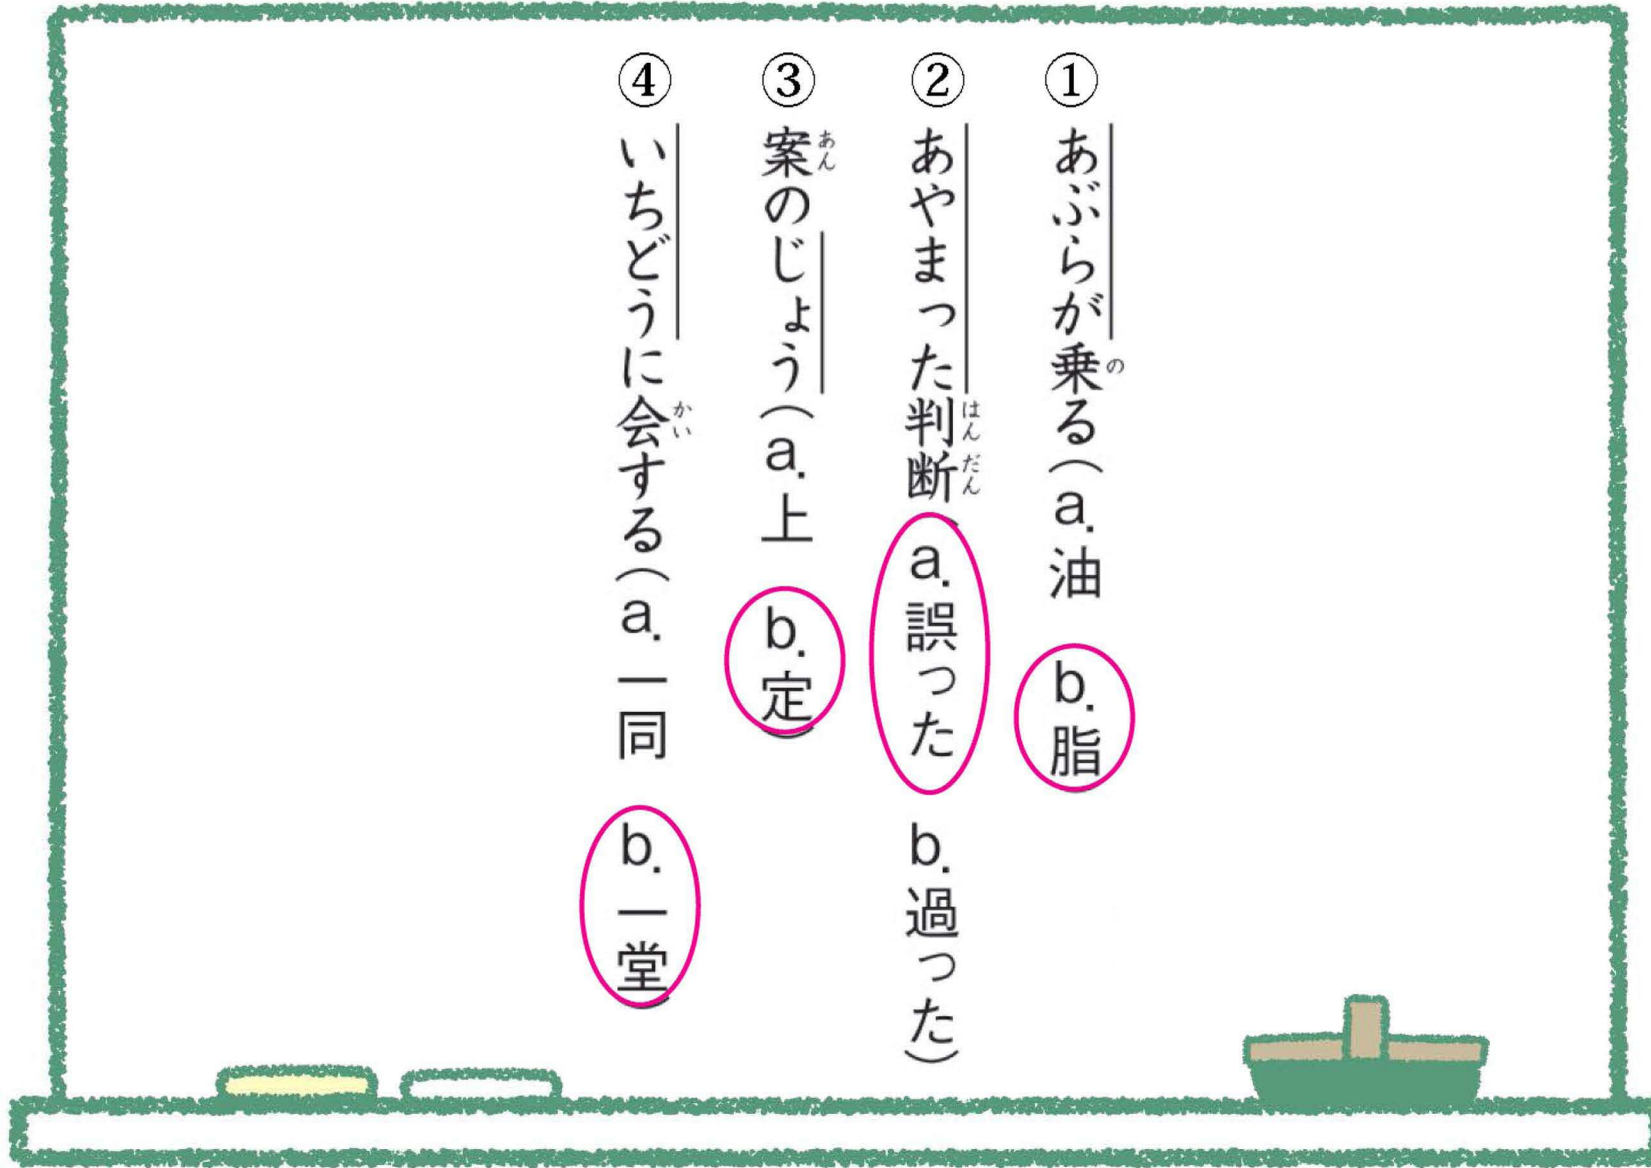 ①あぶらが乗る（a.油　b.脂
②あやまった判断（a.誤った　b.過った）
③案のじょう（a.上　b.定）
④いちどうに会する（a.一同　b.一堂）